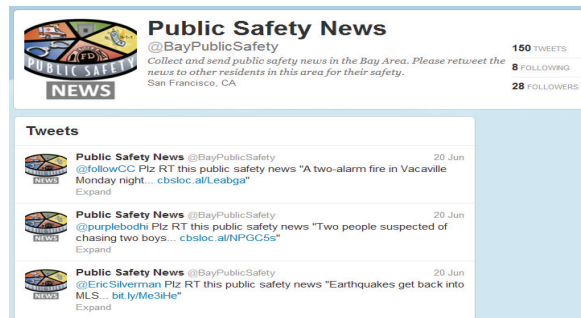 Public Safety News
@BayPublicSafety
Collect and send public safety news in the Bay Area. Please retweet the
news to other residents in this area for their safety.
San Francisco, CA
150 TWEETS
8 FOLLOWING
28 FOLLOWERS
FD
PUBLIC SAFETY
NEWS
Tweets
Public Safety News @BayPublicSafety 20 Jun
@followCC Plz RT this public safety news "A two-alarm fire in Vacaville
Monday night... cbsloc.al/Leabga"
Expand
NEWS
Public Safety News @BayPublicSafety 20 Jun
@purplebodhi Plz RT this public safety news "Two people suspected of
chasing two boys... cbsloc.al/NPGC5s"
Expand
NEWS
Public Safety News @BayPublicSafety 20 Jun
@EricSilverman Plz RT this public safety news "Earthquakes get back into
MLS... bit.ly/Me3iHe"
Expand
NEWS